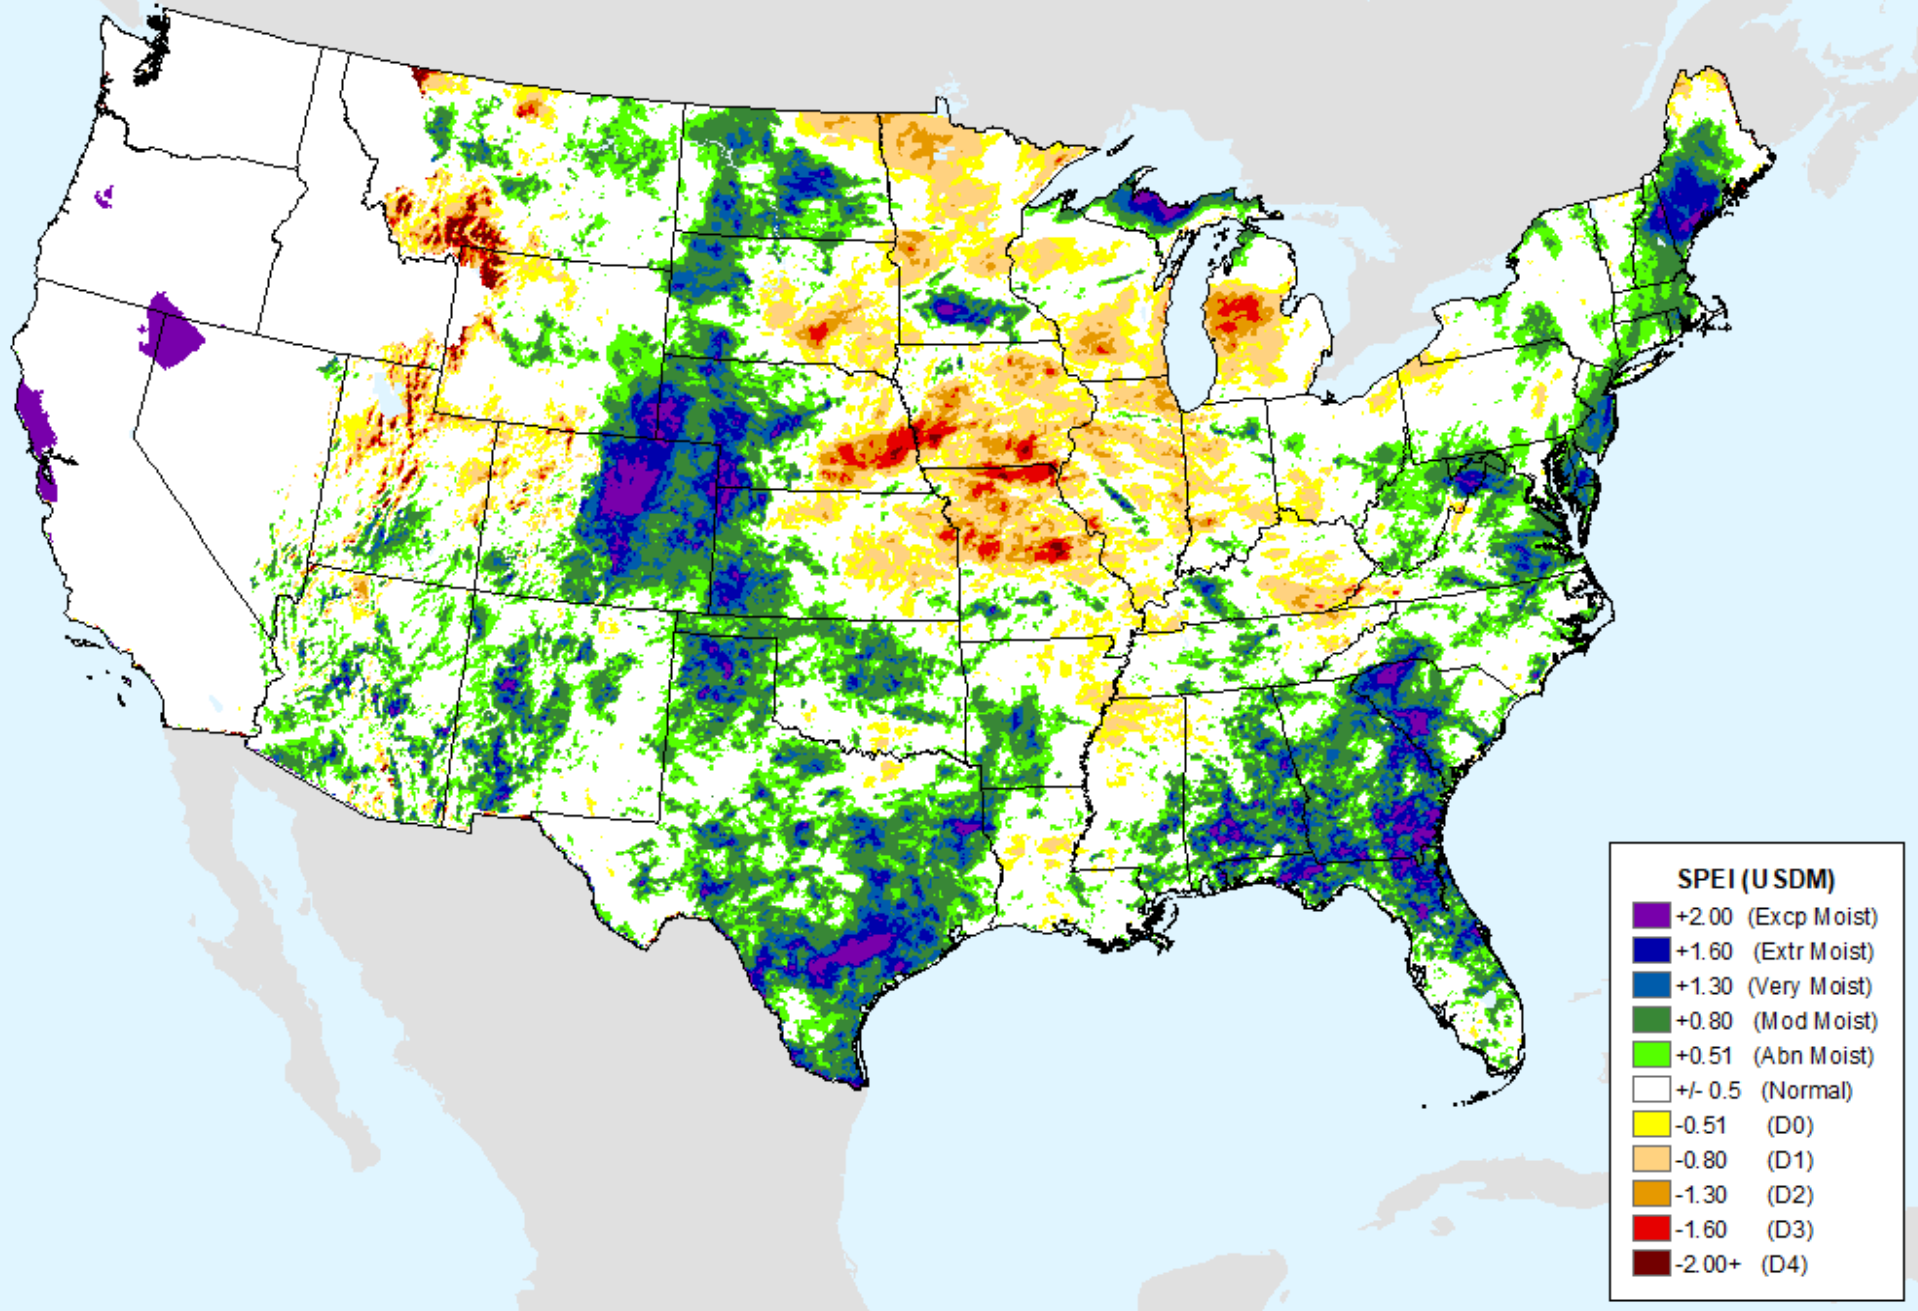 SPEI (USDM)
+2.00 (Excp Moist)
+1.60 (Extr Moist)
+1.30 (Very Moist)
+0.80 (Mod Moist)
+0.51 (Abn Moist)
+/- 0.5 (Normal)
-0.51 (D0)
-0.80 (D1)
-1.30 (D2)
-1.60 (D3)
-2.00+ (D4)